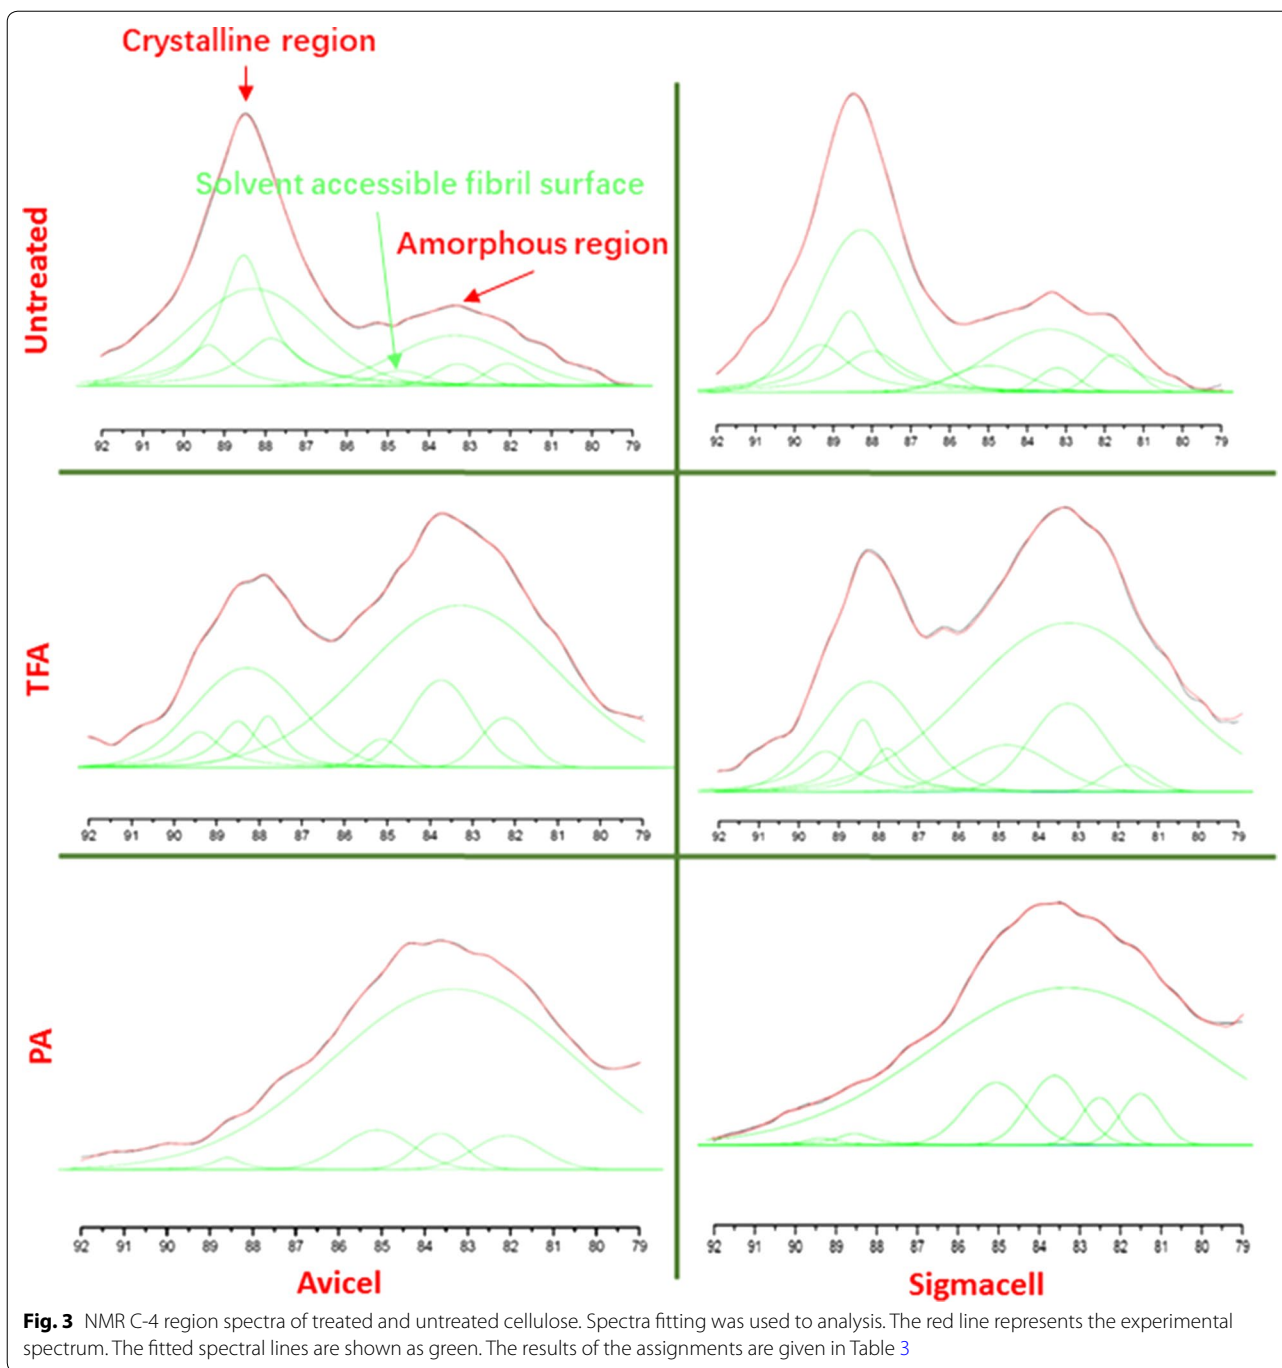 Crystalline region
Solvent accessible fibril surface
Amorphous region
Untreated
92 91 90 89 88 87 86 85 84 83 82 81 80 79
92 91 90 89 88 87 86 85 84 83 82 81 80 79
TFA
92 91 90 89 88 87 86 85 84 83 82 81 80 79
92 91 90 89 88 87 86 85 84 83 82 81 80 79
PA
92 91 90 89 88 87 86 85 84 83 82 81 80 79
92 91 90 89 88 87 86 85 84 83 82 81 80 79
Avicel
Sigmacell
Fig. 3 NMR C-4 region spectra of treated and untreated cellulose. Spectra fitting was used to analysis. The red line represents the experimental
spectrum. The fitted spectral lines are shown as green. The results of the assignments are given in Table 3